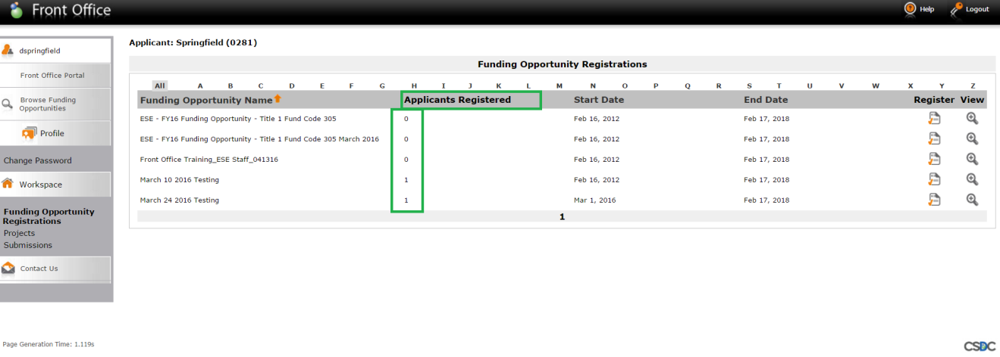 Front Office
Help Logout
dspringfield
Front Office Portal
Browse Funding
Opportunities
Profile
Change Password
Workspace
Funding Opportunity
Registrations
Projects
Submissions
Contact Us
Applicant: Springfield (0281)
Funding Opportunity Registrations
All A B C D E F G H I J K L M N O P Q R S T U V W X Y Z
Funding Opportunity Name Applicants Registered Start Date End Date Register View
ESE - FY16 Funding Opportunity - Title 1 Fund Code 305 0 Feb 16, 2012 Feb 17, 2018
ESE - FY16 Funding Opportunity - Title 1 Fund Code 305 March 2016 0 Feb 16, 2012 Feb 17, 2018
Front Office Training_ESE Staff_041316 0 Feb 16, 2012 Feb 17, 2018
March 10 2016 Testing 1 Feb 16, 2012 Feb 17, 2018
March 24 2016 Testing 1 Mar 1, 2016 Feb 17, 2018
1
Page Generation Time: 1.119s
CSDC